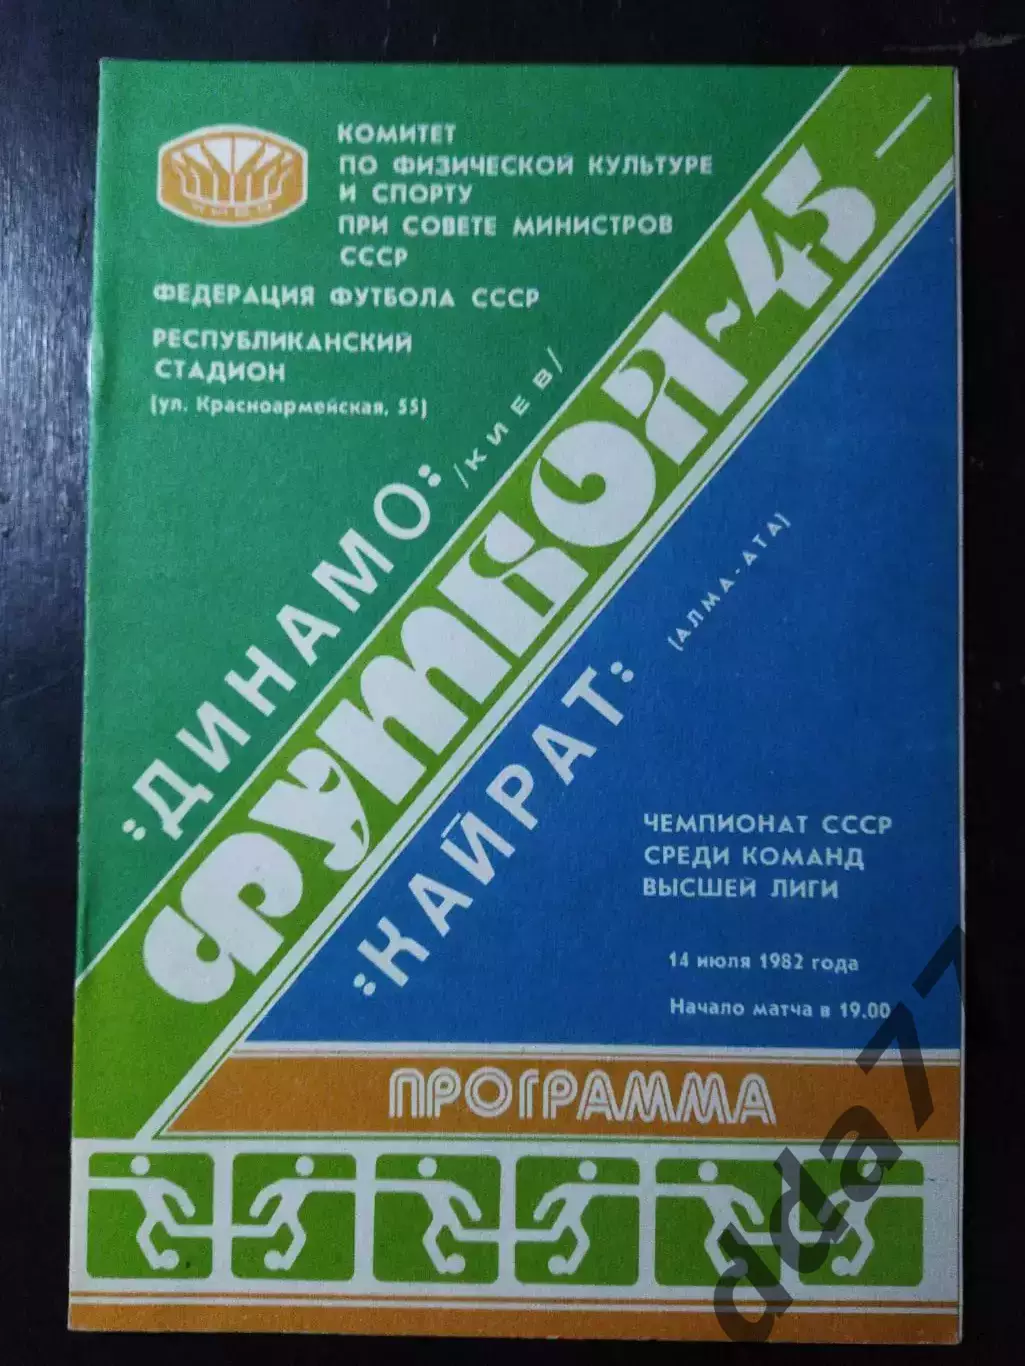 КОМИТЕТ
ПО ФИЗИЧЕСКОЙ КУЛЬТУРЕ
И СПОРТУ
ПРИ СОВЕТЕ МИНИСТРОВ
СССР
ФЕДЕРАЦИЯ ФУТБОЛА СССР
РЕСПУБЛИКАНСКИЙ
СТАДИОН
(ул. Красноармейская, 55)
"ДИНАМО"
/КИЕВ/
ФУТБОЛ-45
"КАЙРАТ"
(АЛМА-АТА)
ЧЕМПИОНАТ СССР
СРЕДИ КОМАНД
ВЫСШЕЙ ЛИГИ
14 июля 1982 года
Начало матча в 19.00
ПРОГРАММА
dda77